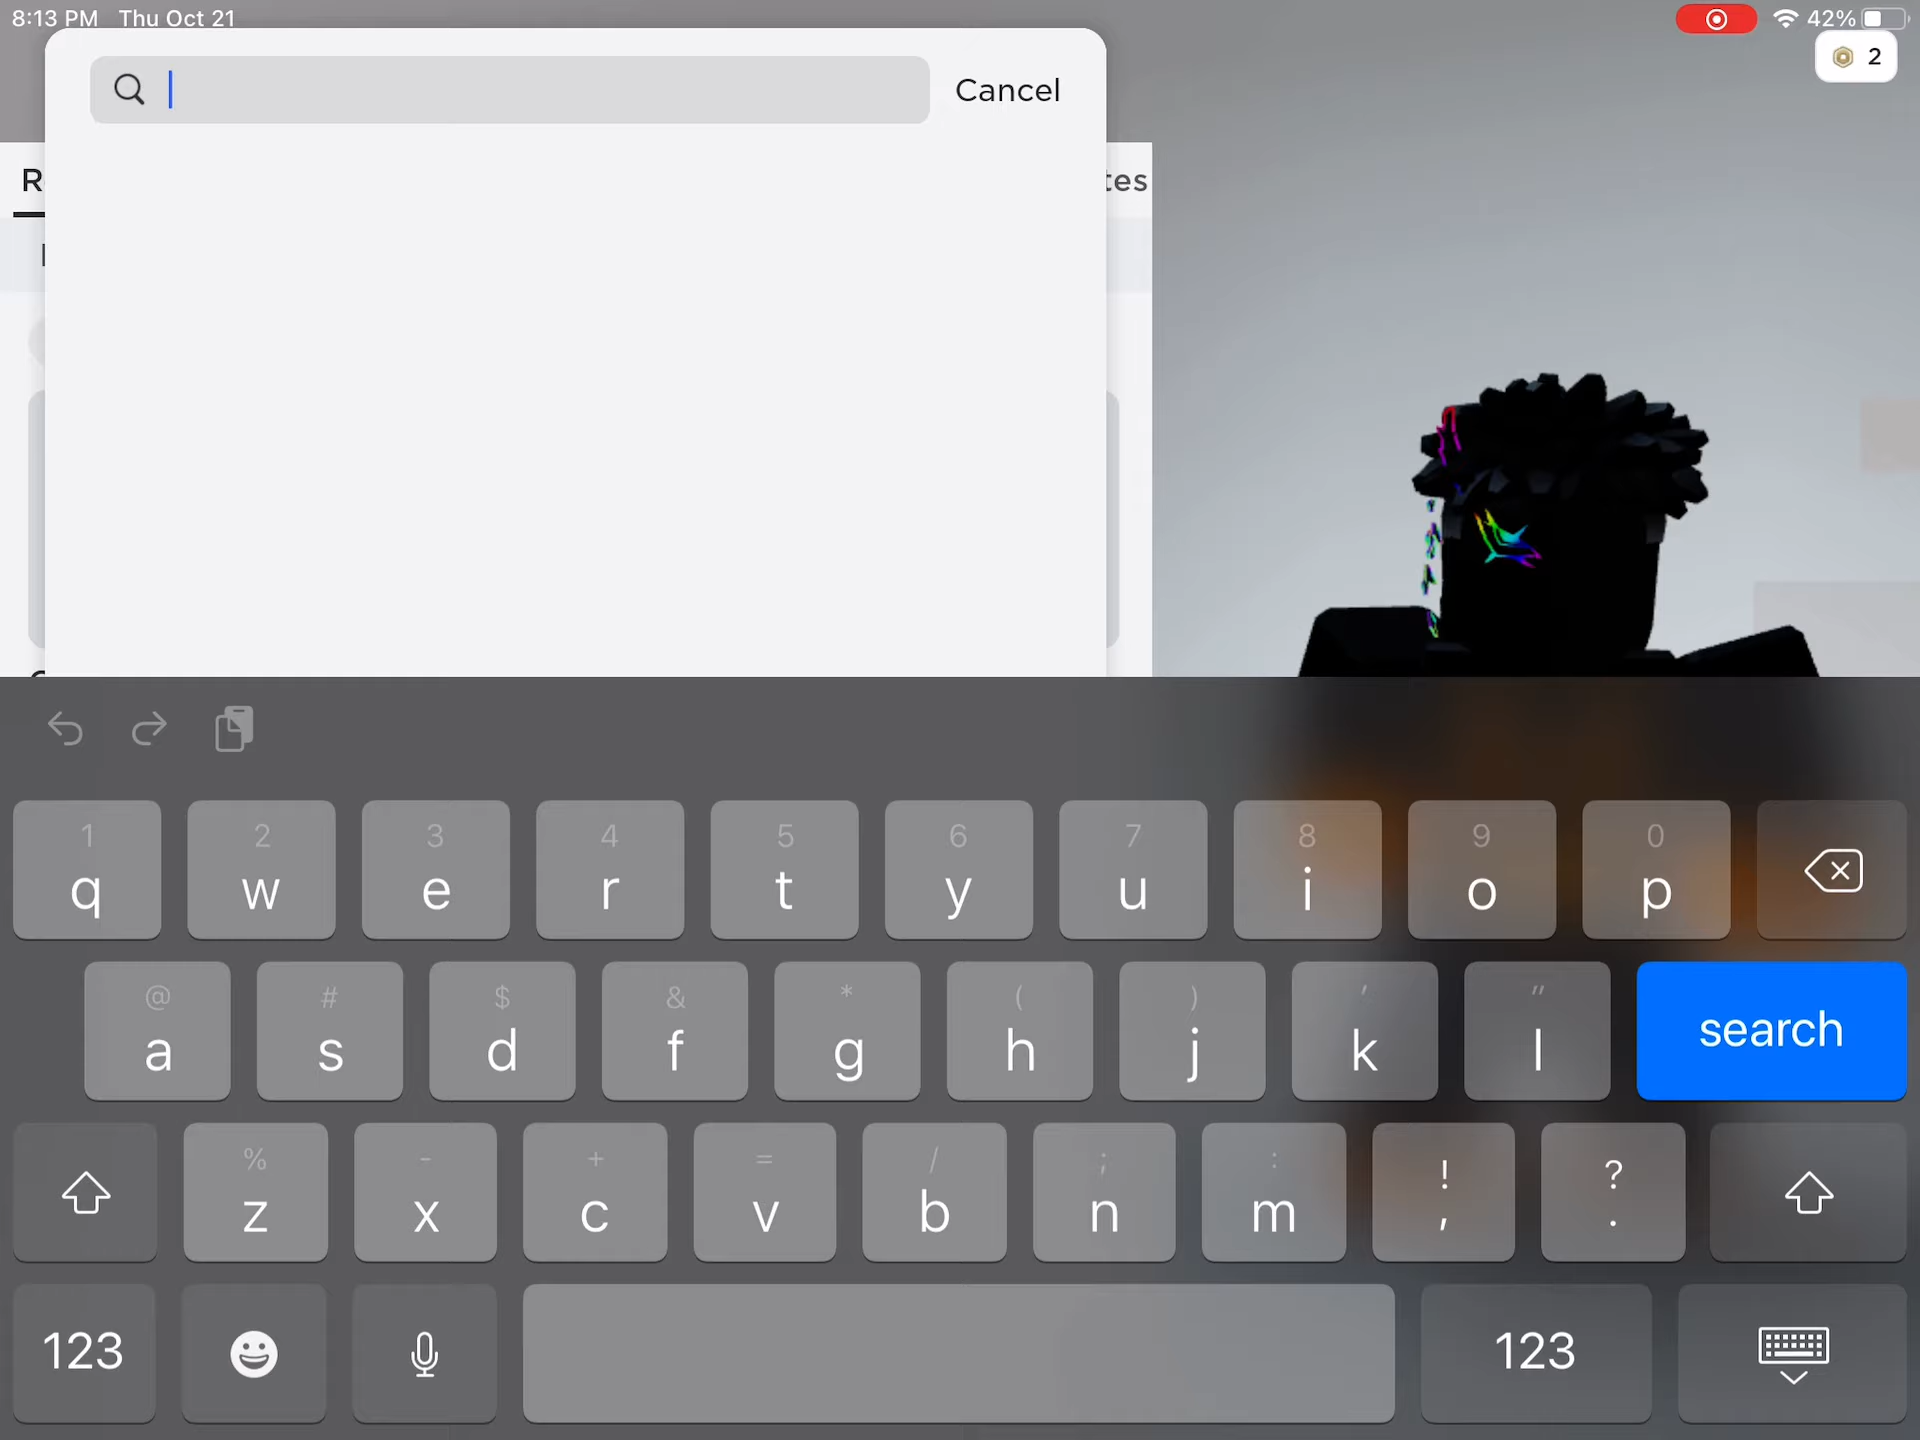 8:13 PM Thu Oct 21
42%
2
Cancel
tes
1 2 3 4 5 6 7 8 9 0
q w e r t y u i o p
@ # $ & * ( ) ' "
a s d f g h j k l
search
% - + = / ; : ! ?
z x c v b n m , .
123
123